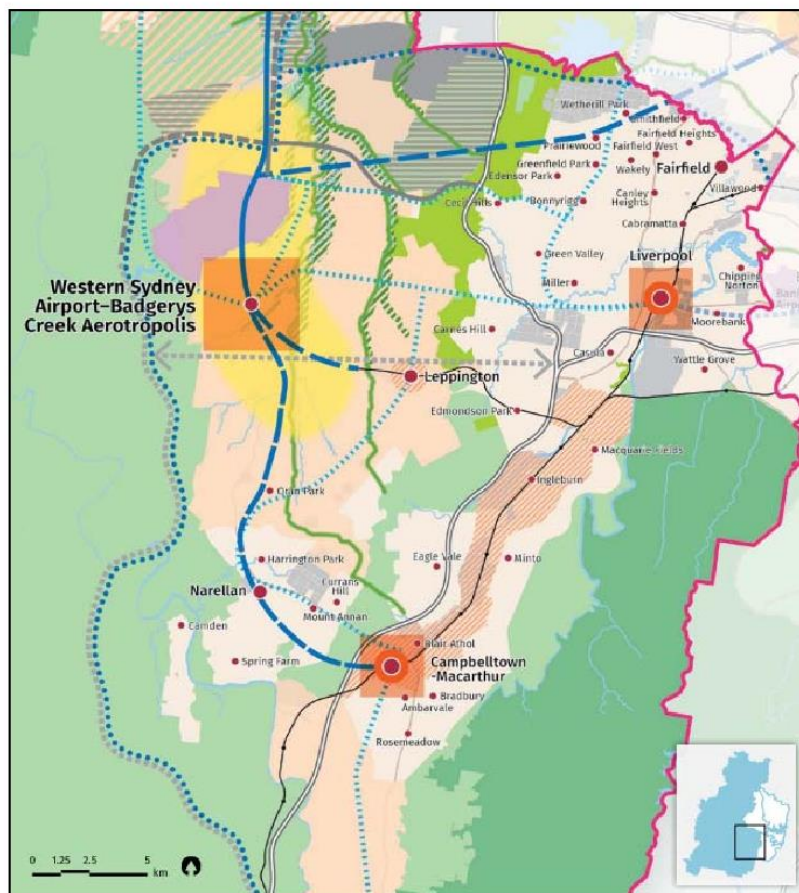 Wetherill Park
Smithfield
Fairfield Heights
Prairiewood
Fairfield West
Greenfield Park
Wakely
Fairfield
Edensor Park
Canley
Heights
Villawood
Cecil Hills
Bonnyrigg
Cabramatta
Green Valley
Liverpool
Miller
Chipping
Norton
Western Sydney
Airport–Badgerys
Creek Aerotropolis
Moorebank
Carnes Hill
Casula
Wattle Grove
Leppington
Edmondson Park
Macquarie Fields
Ingleburn
Oran Park
Harrington Park
Eagle Vale
Minto
Narellan
Currans
Hill
Mount Annan
Camden
Blair Athol
Spring Farm
Campbelltown
-Macarthur
Bradbury
Ambarvale
Rosemeadow
0 1.25 2.5 5
km